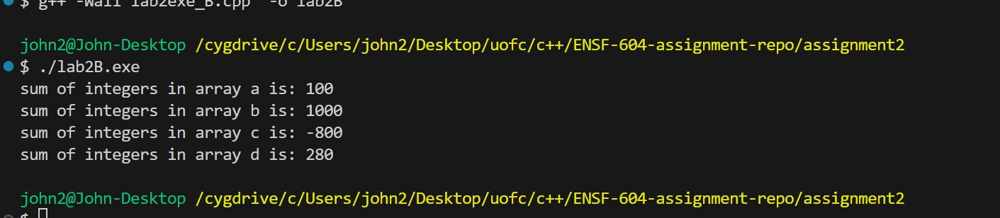 $ g++ -Wall lab2exe_B.cpp -o lab2B
john2@John-Desktop /cygdrive/c/Users/john2/Desktop/uofc/c++/ENSF-604-assignment-repo/assignment2
$ ./lab2B.exe
sum of integers in array a is: 100
sum of integers in array b is: 1000
sum of integers in array c is: -800
sum of integers in array d is: 280
john2@John-Desktop /cygdrive/c/Users/john2/Desktop/uofc/c++/ENSF-604-assignment-repo/assignment2
$